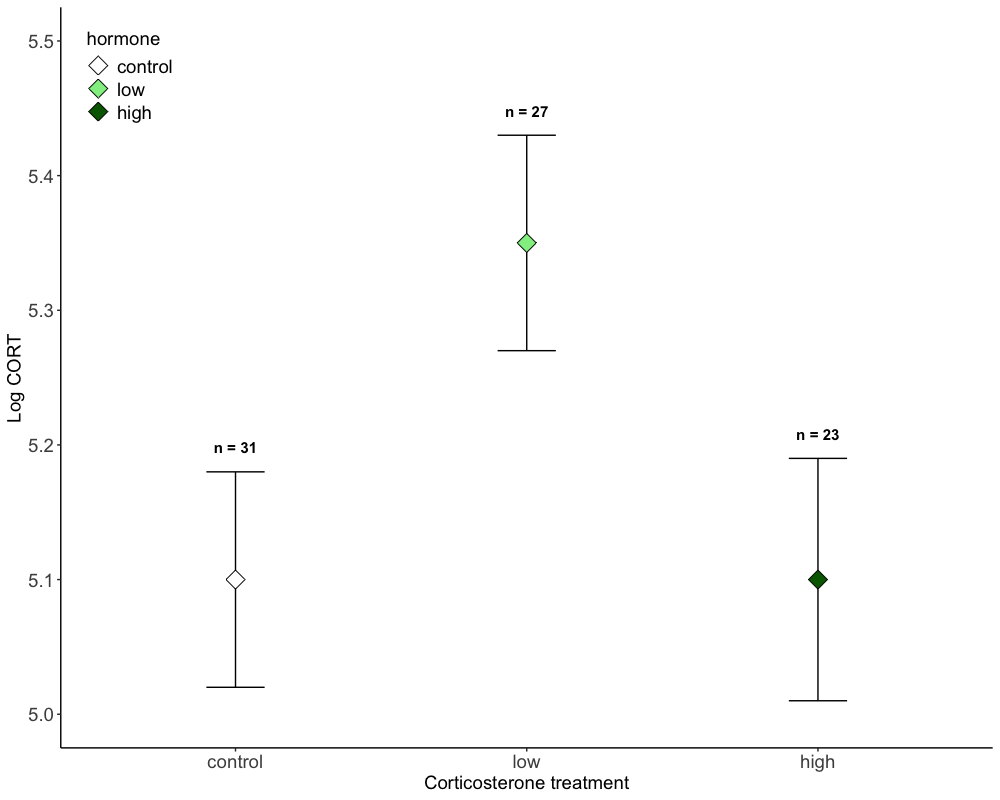 hormone
control
low
high
5.5
5.4
5.3
5.2
5.1
5.0
Log CORT
n = 31
n = 27
n = 23
control
low
high
Corticosterone treatment